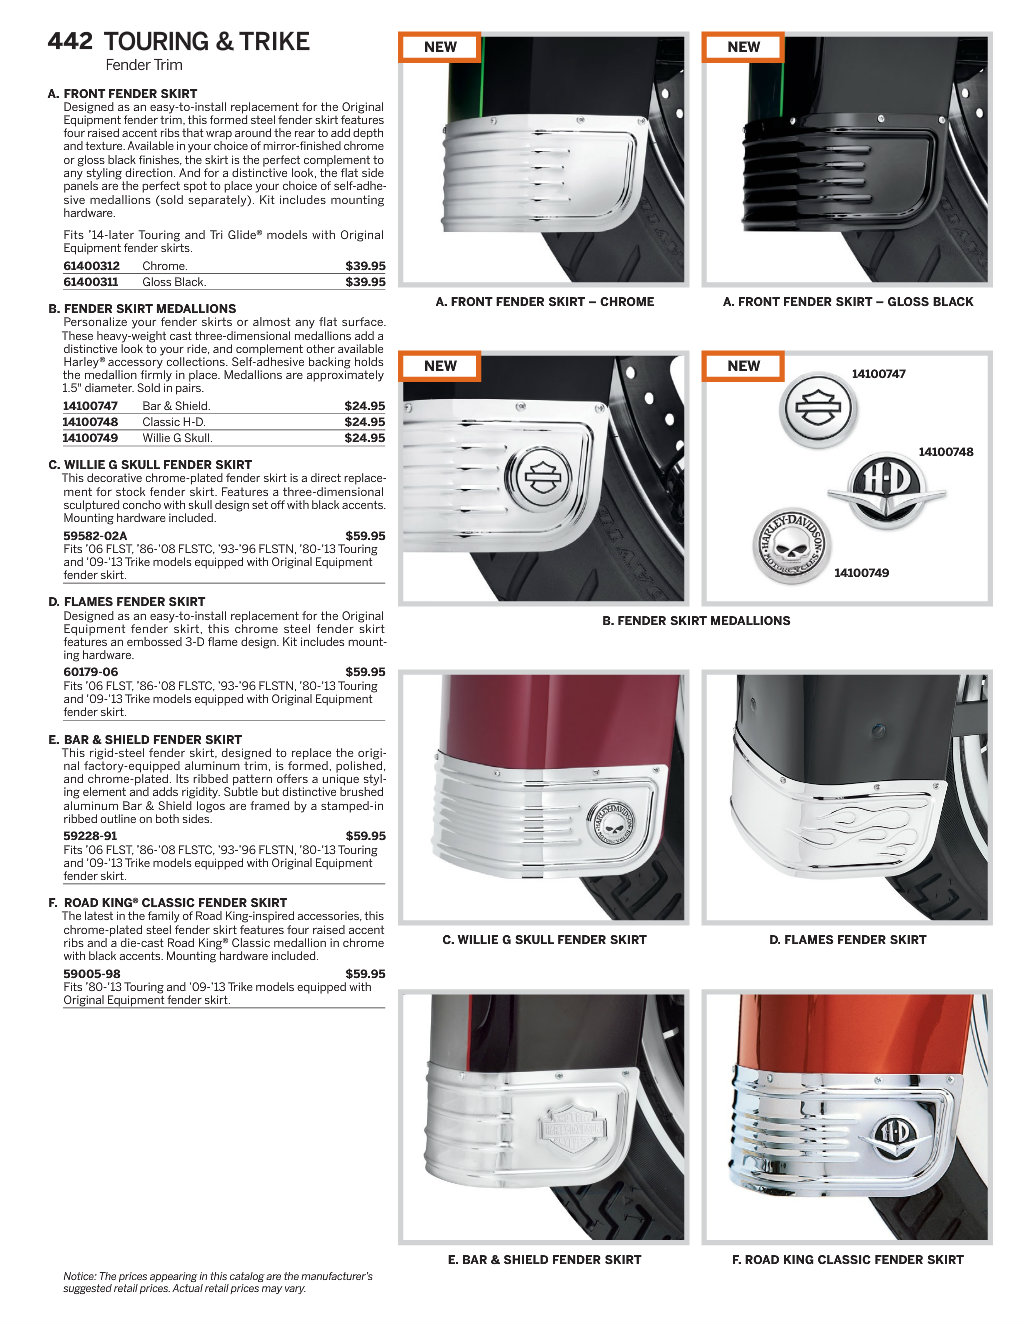 442 TOURING & TRIKE
Fender Trim
A. FRONT FENDER SKIRT
Designed as an easy-to-install replacement for the Original
Equipment fender trim, this formed steel fender skirt features
four raised accent ribs that wrap around the rear to add depth
and texture. Available in your choice of mirror-finished chrome
or gloss black finishes, the skirt is the perfect complement to
any styling direction. And for a distinctive look, the flat side
panels are the perfect spot to place your choice of self-adhe-
sive medallions (sold separately). Kit includes mounting
hardware.
Fits ’14-later Touring and Tri Glide® models with Original
Equipment fender skirts.
61400312 Chrome. $39.95
61400311 Gloss Black. $39.95
B. FENDER SKIRT MEDALLIONS
Personalize your fender skirts or almost any flat surface.
These heavy-weight cast three-dimensional medallions add a
distinctive look to your ride, and complement other available
Harley® accessory collections. Self-adhesive backing holds
the medallion firmly in place. Medallions are approximately
1.5" diameter. Sold in pairs.
14100747 Bar & Shield. $24.95
14100748 Classic H-D. $24.95
14100749 Willie G Skull. $24.95
C. WILLIE G SKULL FENDER SKIRT
This decorative chrome-plated fender skirt is a direct replace-
ment for stock fender skirt. Features a three-dimensional
sculptured concho with skull design set off with black accents.
Mounting hardware included.
59582-02A $59.95
Fits ’06 FLST, ’86-’08 FLSTC, ’93-’96 FLSTN, ’80-’13 Touring
and ’09-’13 Trike models equipped with Original Equipment
fender skirt.
D. FLAMES FENDER SKIRT
Designed as an easy-to-install replacement for the Original
Equipment fender skirt, this chrome steel fender skirt
features an embossed 3-D flame design. Kit includes mount-
ing hardware.
60179-06 $59.95
Fits ’06 FLST, ’86-’08 FLSTC, ’93-’96 FLSTN, ’80-’13 Touring
and ’09-’13 Trike models equipped with Original Equipment
fender skirt.
E. BAR & SHIELD FENDER SKIRT
This rigid-steel fender skirt, designed to replace the origi-
nal factory-equipped aluminum trim, is formed, polished,
and chrome-plated. Its ribbed pattern offers a unique styl-
ing element and adds rigidity. Subtle but distinctive brushed
aluminum Bar & Shield logos are framed by a stamped-in
ribbed outline on both sides.
59228-91 $59.95
Fits ’06 FLST, ’86-’08 FLSTC, ’93-’96 FLSTN, ’80-’13 Touring
and ’09-’13 Trike models equipped with Original Equipment
fender skirt.
F. ROAD KING® CLASSIC FENDER SKIRT
The latest in the family of Road King-inspired accessories, this
chrome-plated steel fender skirt features four raised accent
ribs and a die-cast Road King® Classic medallion in chrome
with black accents. Mounting hardware included.
59005-98 $59.95
Fits ’80-’13 Touring and ’09-’13 Trike models equipped with
Original Equipment fender skirt.
Notice: The prices appearing in this catalog are the manufacturer’s
suggested retail prices. Actual retail prices may vary.
NEW
A. FRONT FENDER SKIRT – CHROME
NEW
A. FRONT FENDER SKIRT – GLOSS BLACK
NEW
NEW
14100747
14100748
H-D
HARLEY-DAVIDSON
MOTORCYCLES
14100749
B. FENDER SKIRT MEDALLIONS
C. WILLIE G SKULL FENDER SKIRT
D. FLAMES FENDER SKIRT
E. BAR & SHIELD FENDER SKIRT
H-D
F. ROAD KING CLASSIC FENDER SKIRT